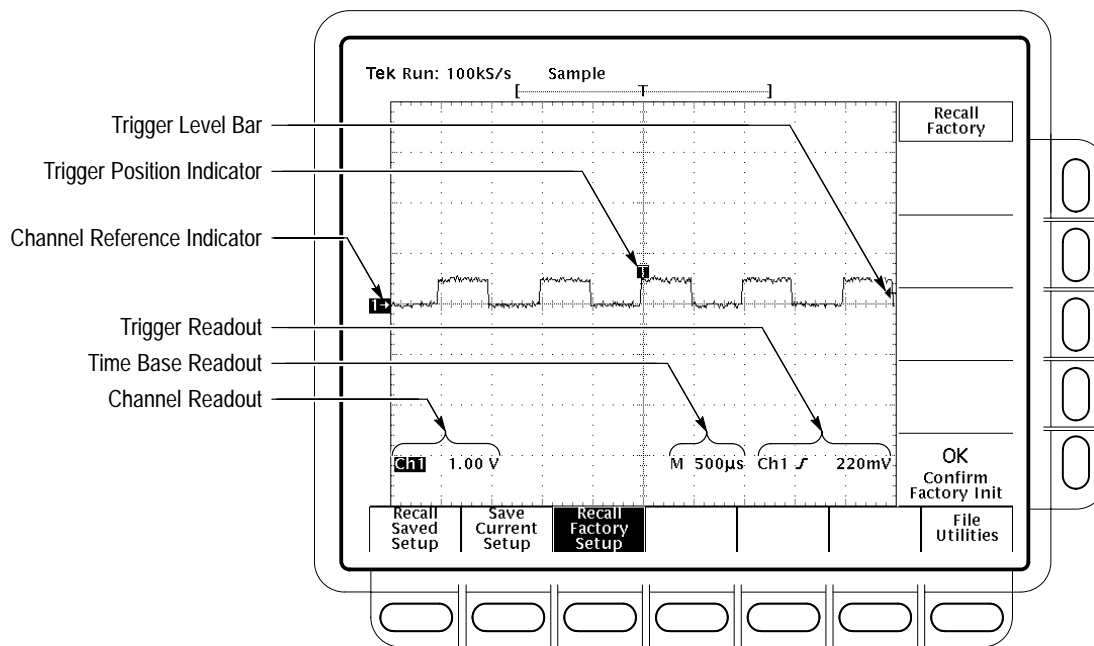 Tek Run: 100kS/s Sample
[ T ]
Trigger Level Bar
Trigger Position Indicator
Channel Reference Indicator
Trigger Readout
Time Base Readout
Channel Readout
T
1→
Ch1 1.00 V
M 500µs
Ch1 ƒ 220mV
Recall
Factory
OK
Confirm
Factory Init
Recall
Saved
Setup
Save
Current
Setup
Recall
Factory
Setup
File
Utilities